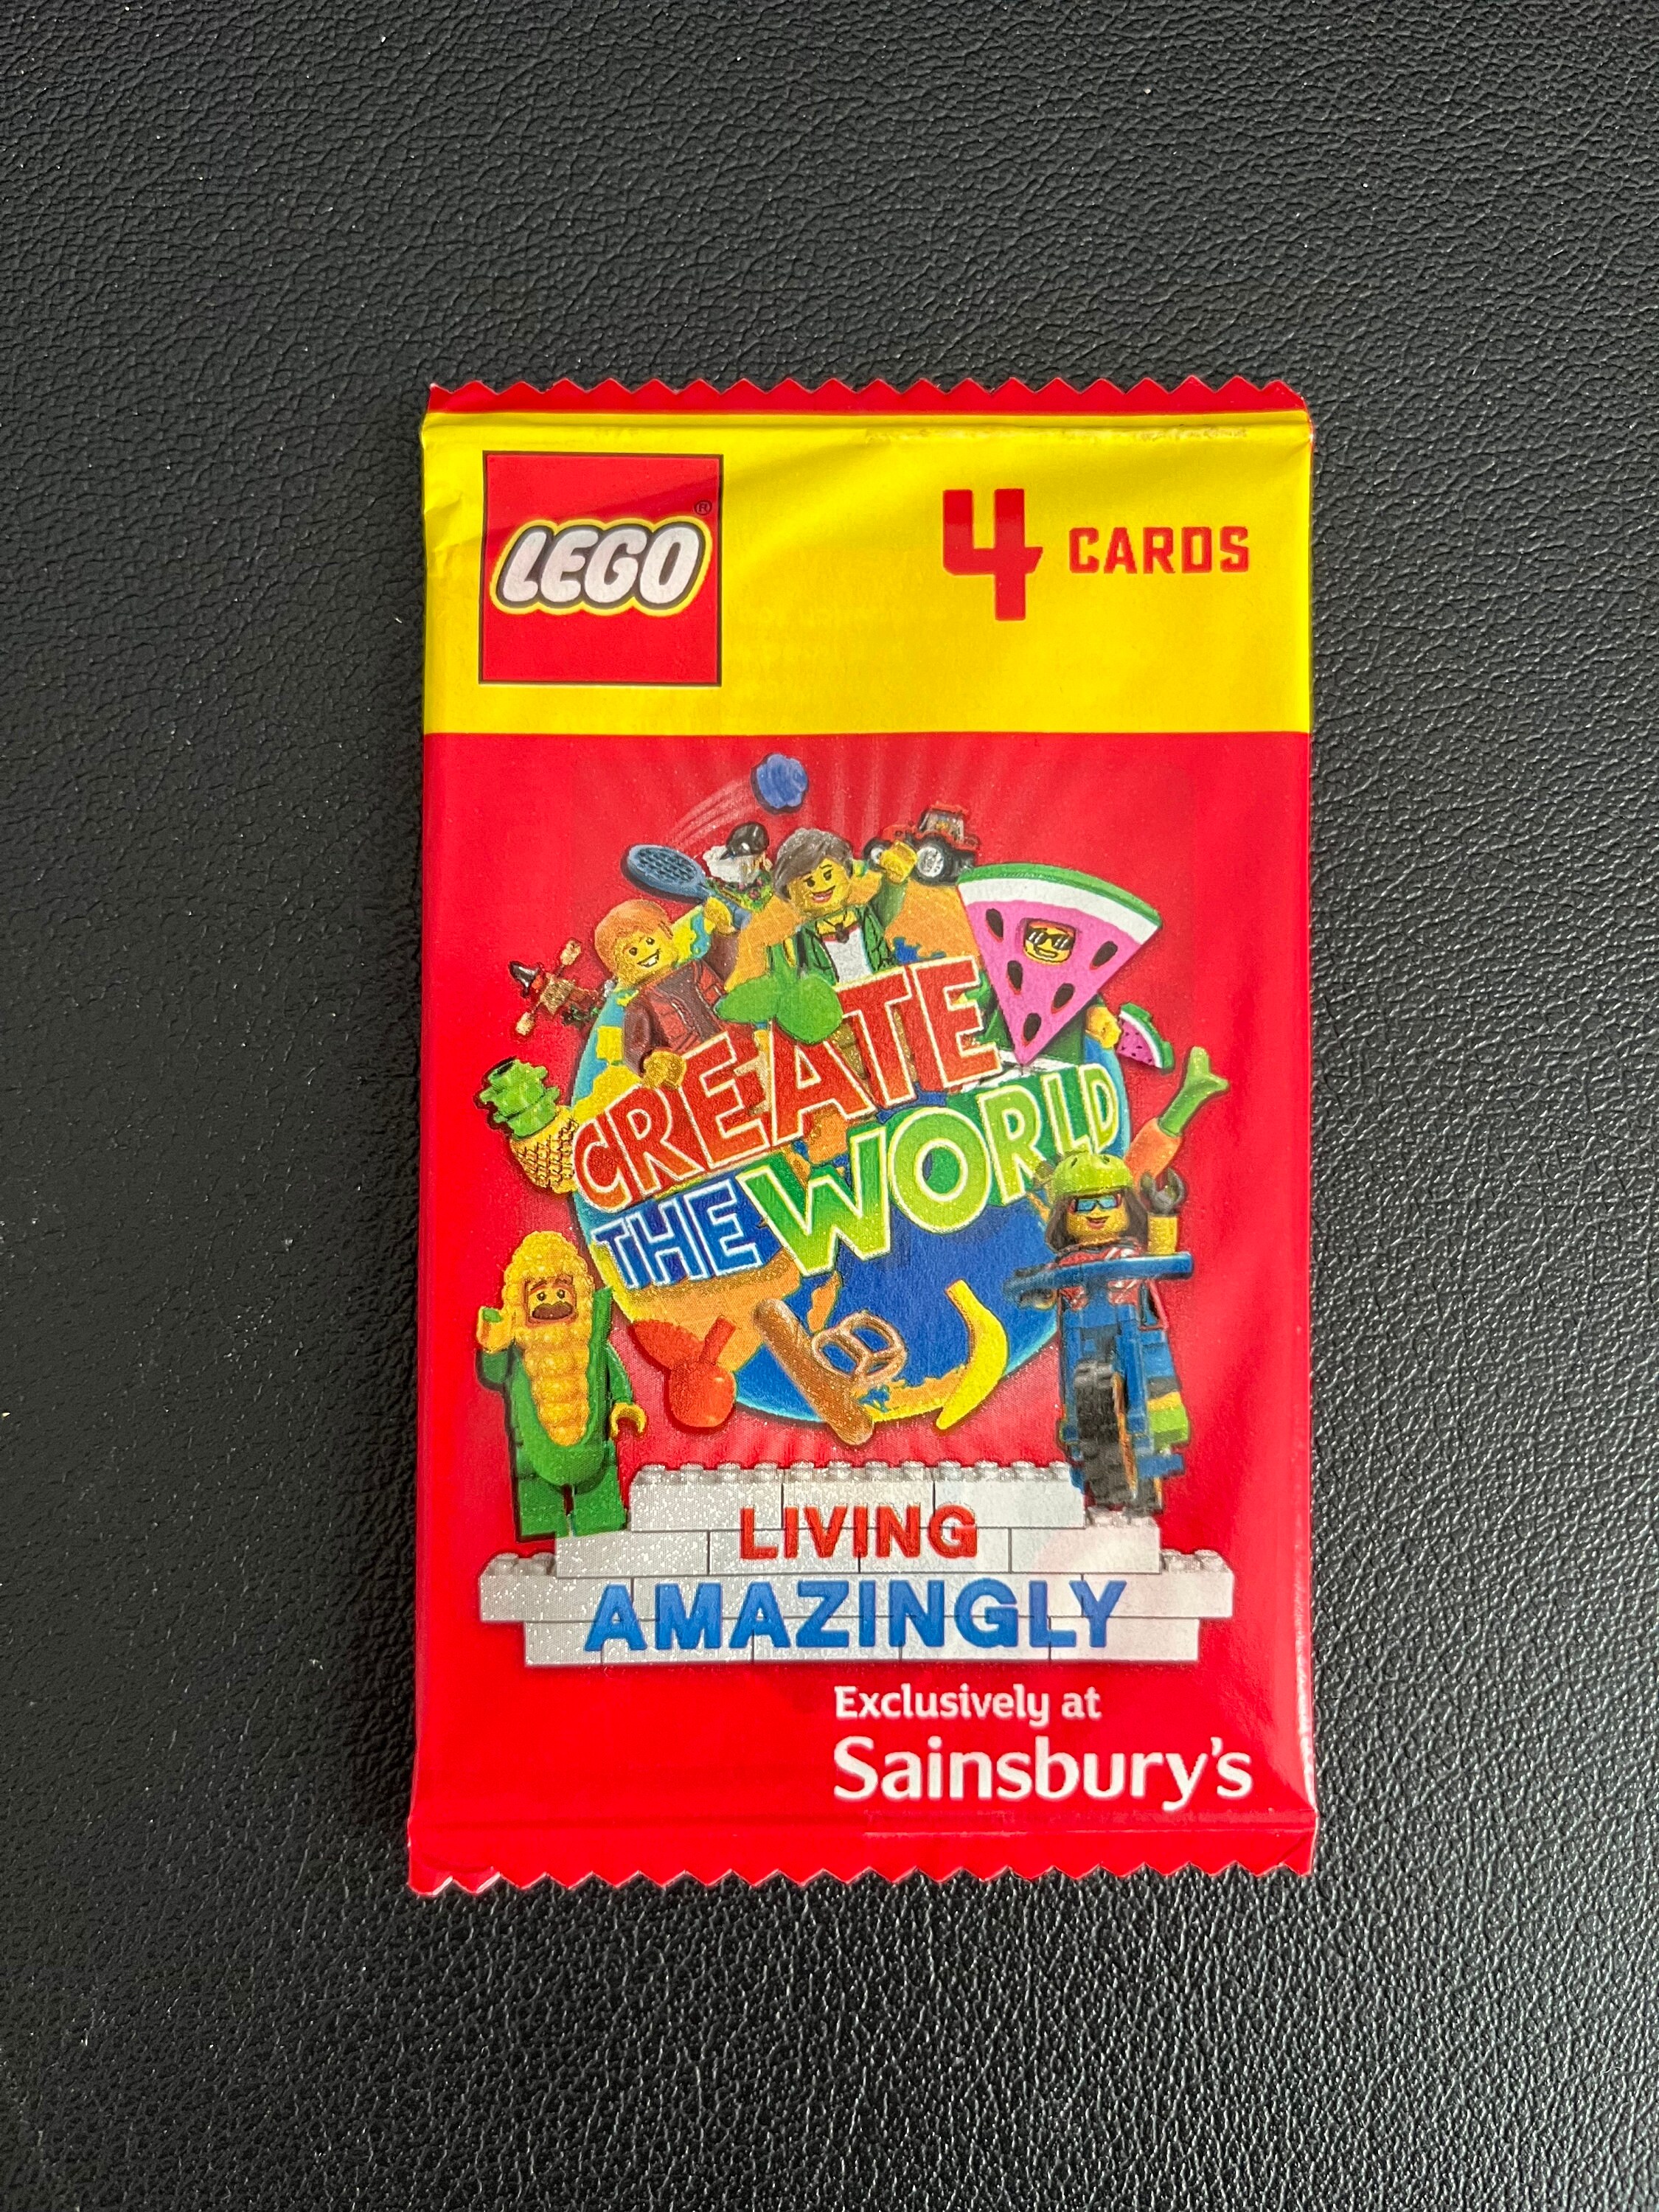 LEGO®
4 CARDS
CREATE
THE WORLD
LIVING
AMAZINGLY
Exclusively at
Sainsbury's